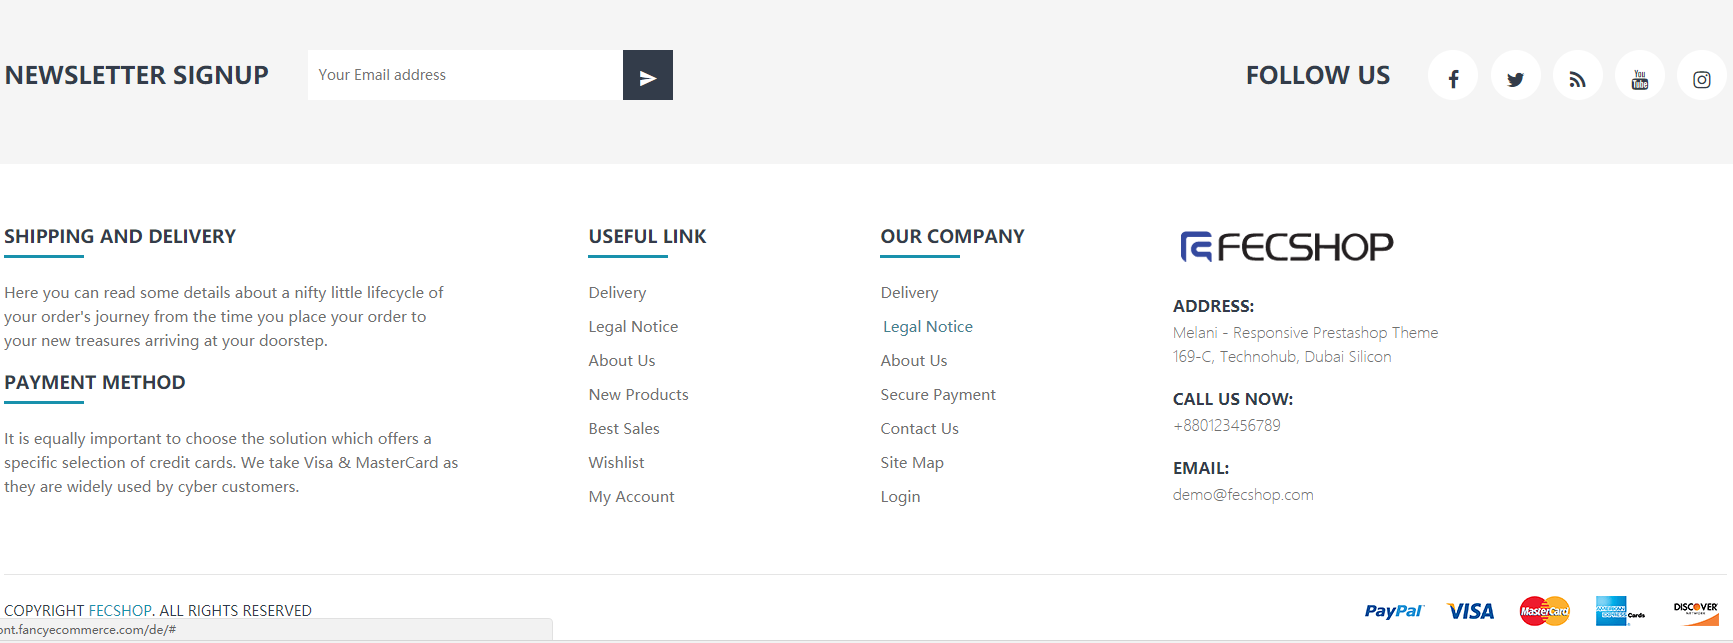 NEWSLETTER SIGNUP
Your Email address
FOLLOW US
You
Tube
SHIPPING AND DELIVERY
Here you can read some details about a nifty little lifecycle of
your order's journey from the time you place your order to
your new treasures arriving at your doorstep.
PAYMENT METHOD
It is equally important to choose the solution which offers a
specific selection of credit cards. We take Visa & MasterCard as
they are widely used by cyber customers.
USEFUL LINK
Delivery
Legal Notice
About Us
New Products
Best Sales
Wishlist
My Account
OUR COMPANY
Delivery
Legal Notice
About Us
Secure Payment
Contact Us
Site Map
Login
FECSHOP
ADDRESS:
Melani - Responsive Prestashop Theme
169-C, Technohub, Dubai Silicon
CALL US NOW:
+880123456789
EMAIL:
demo@fecshop.com
COPYRIGHT FECSHOP. ALL RIGHTS RESERVED
ont.fancyecommerce.com/de/#
PayPal
VISA
MasterCard
AMERICAN
EXPRESS
Cards
DISCOVER
NETWORK